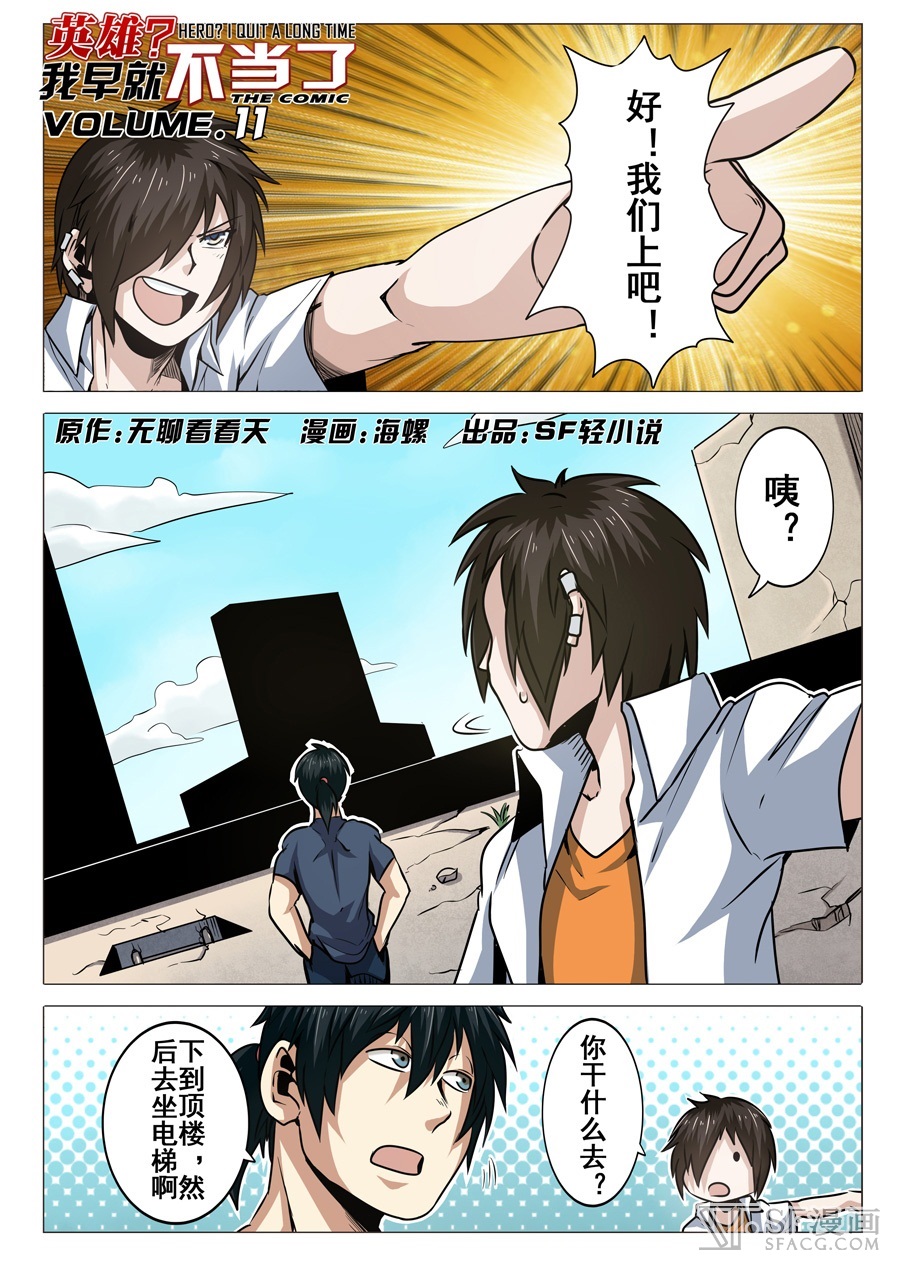 英雄?
HERO? I QUIT A LONG TIME
我早就不当了
THE COMIC
VOLUME.11
好！我们上吧！
原作:无聊看看天 漫画:海螺 出品:SF轻小说
咦？
你干什么去？
下到顶楼，然
后去坐电梯啊
SF漫画
SFACG.COM